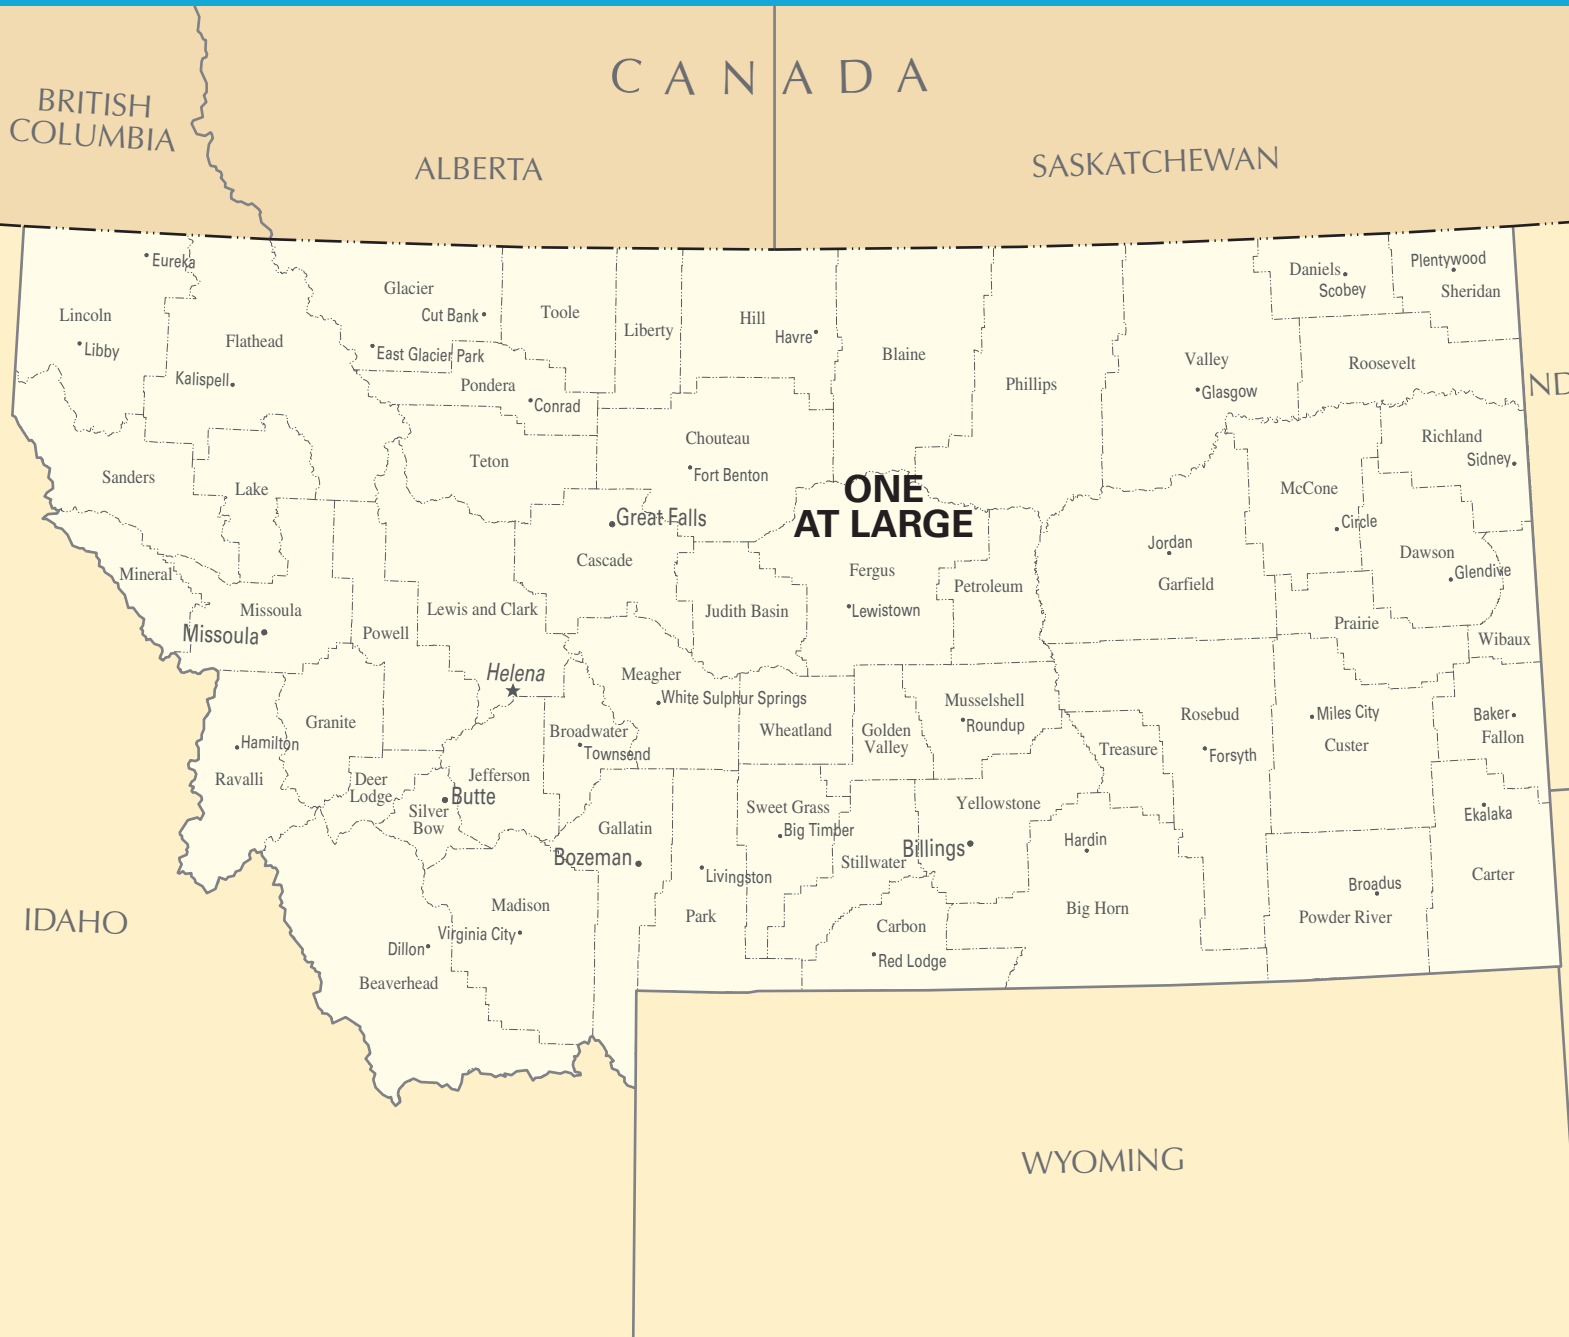 CANADA
BRITISH
COLUMBIA
ALBERTA
SASKATCHEWAN
Eureka
Glacier
Daniels
Scobey
Plentywood
Sheridan
Lincoln
Libby
Flathead
Kalispell
Cut Bank
East Glacier Park
Toole
Liberty
Hill
Havre
Blaine
Phillips
Valley
Glasgow
Roosevelt
ND
Pondera
Conrad
Chouteau
Fort Benton
Teton
Richland
Sidney
Sanders
Lake
McCone
Circle
ONE
AT LARGE
Great Falls
Cascade
Jordan
Garfield
Dawson
Glendive
Mineral
Missoula
Missoula
Lewis and Clark
Powell
Judith Basin
Fergus
Lewistown
Petroleum
Prairie
Wibaux
Helena
Meagher
White Sulphur Springs
Musselshell
Roundup
Rosebud
Forsyth
Miles City
Custer
Baker
Fallon
Granite
Hamilton
Ravalli
Broadwater
Townsend
Wheatland
Golden
Valley
Treasure
Deer
Lodge
Jefferson
Butte
Silver
Bow
Gallatin
Bozeman
Sweet Grass
Big Timber
Yellowstone
Billings
Stillwater
Hardin
Ekalaka
Livingston
Park
Madison
Virginia City
Dillon
Beaverhead
Carbon
Red Lodge
Big Horn
Broadus
Powder River
Carter
IDAHO
WYOMING